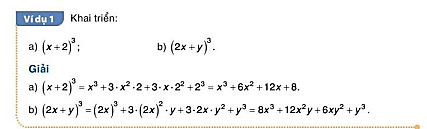 Ví dụ 1 Khai triển:
a) (x+2)³; b) (2x+y)³.
Giải
a) (x+2)³ = x³+3·x²·2+3·x·2²+2³ = x³+6x²+12x+8.
b) (2x+y)³ = (2x)³+3·(2x)²·y+3·2x·y²+y³ = 8x³+12x²y+6xy²+y³.